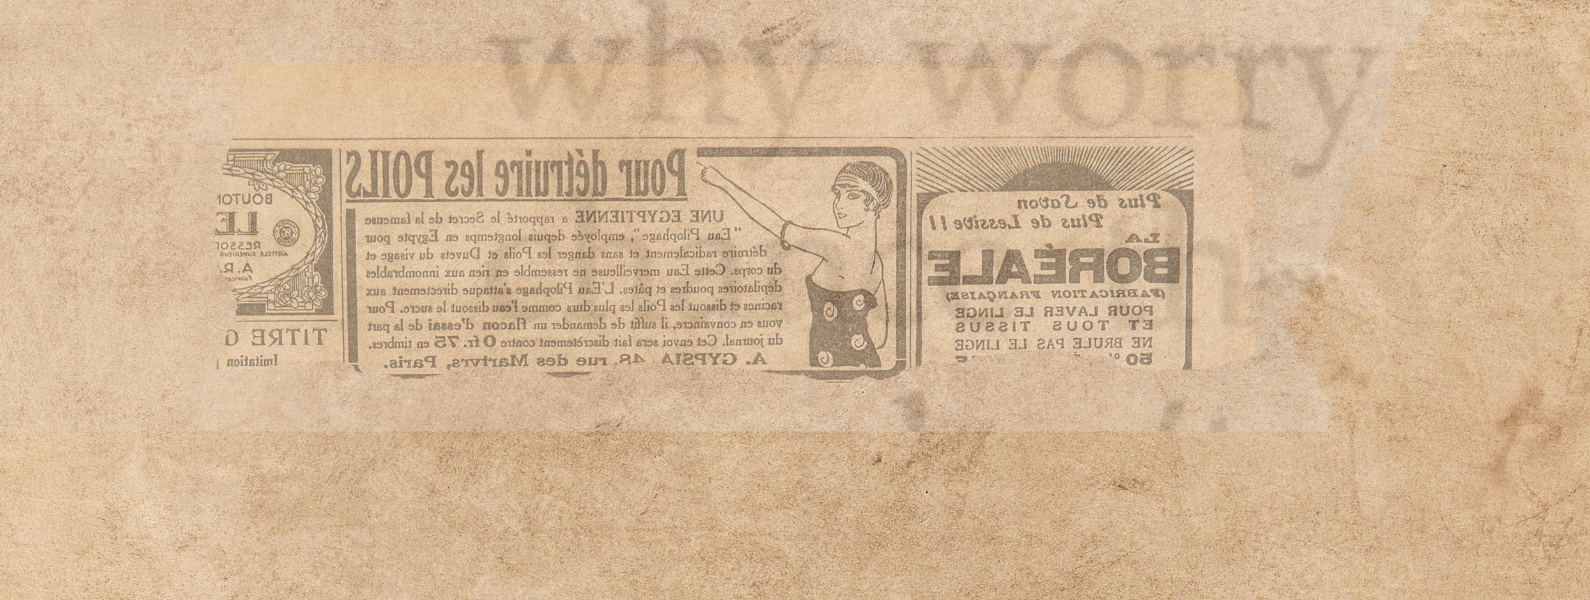 why worry
Pour détruire les POILS
UNE EGYPTIENNE a rapporté le Secret de la fameuse
"Eau Pilophage", employée depuis longtemps en Egypte pour
détruire radicalement et sans danger les Poils et Duvets du visage et
du corps. Cette Eau merveilleuse ne ressemble en rien aux innombrables
dépilatoires poudres et pâtes. L'Eau Pilophage s'attaque directement aux
racines et dissout les Poils les plus durs comme l'eau dissout le sucre. Pour
vous en convaincre, il suffit de demander un flacon d'essai de la part
du journal. Cet envoi sera fait discrètement contre 0 fr. 75 en timbres.
A. GYPSIA, 48, rue des Martyrs, Paris.
Plus de Savon
Plus de Lessive !!
LA
BORÉALE
(FABRICATION FRANÇAISE)
POUR LAVER LE LINGE
ET TOUS TISSUS
NE BRULE PAS LE LINGE
50
BOUTON
LE
RESSO
ARTICLE SUPERIEUR
A. R.
TITRE
Imitation